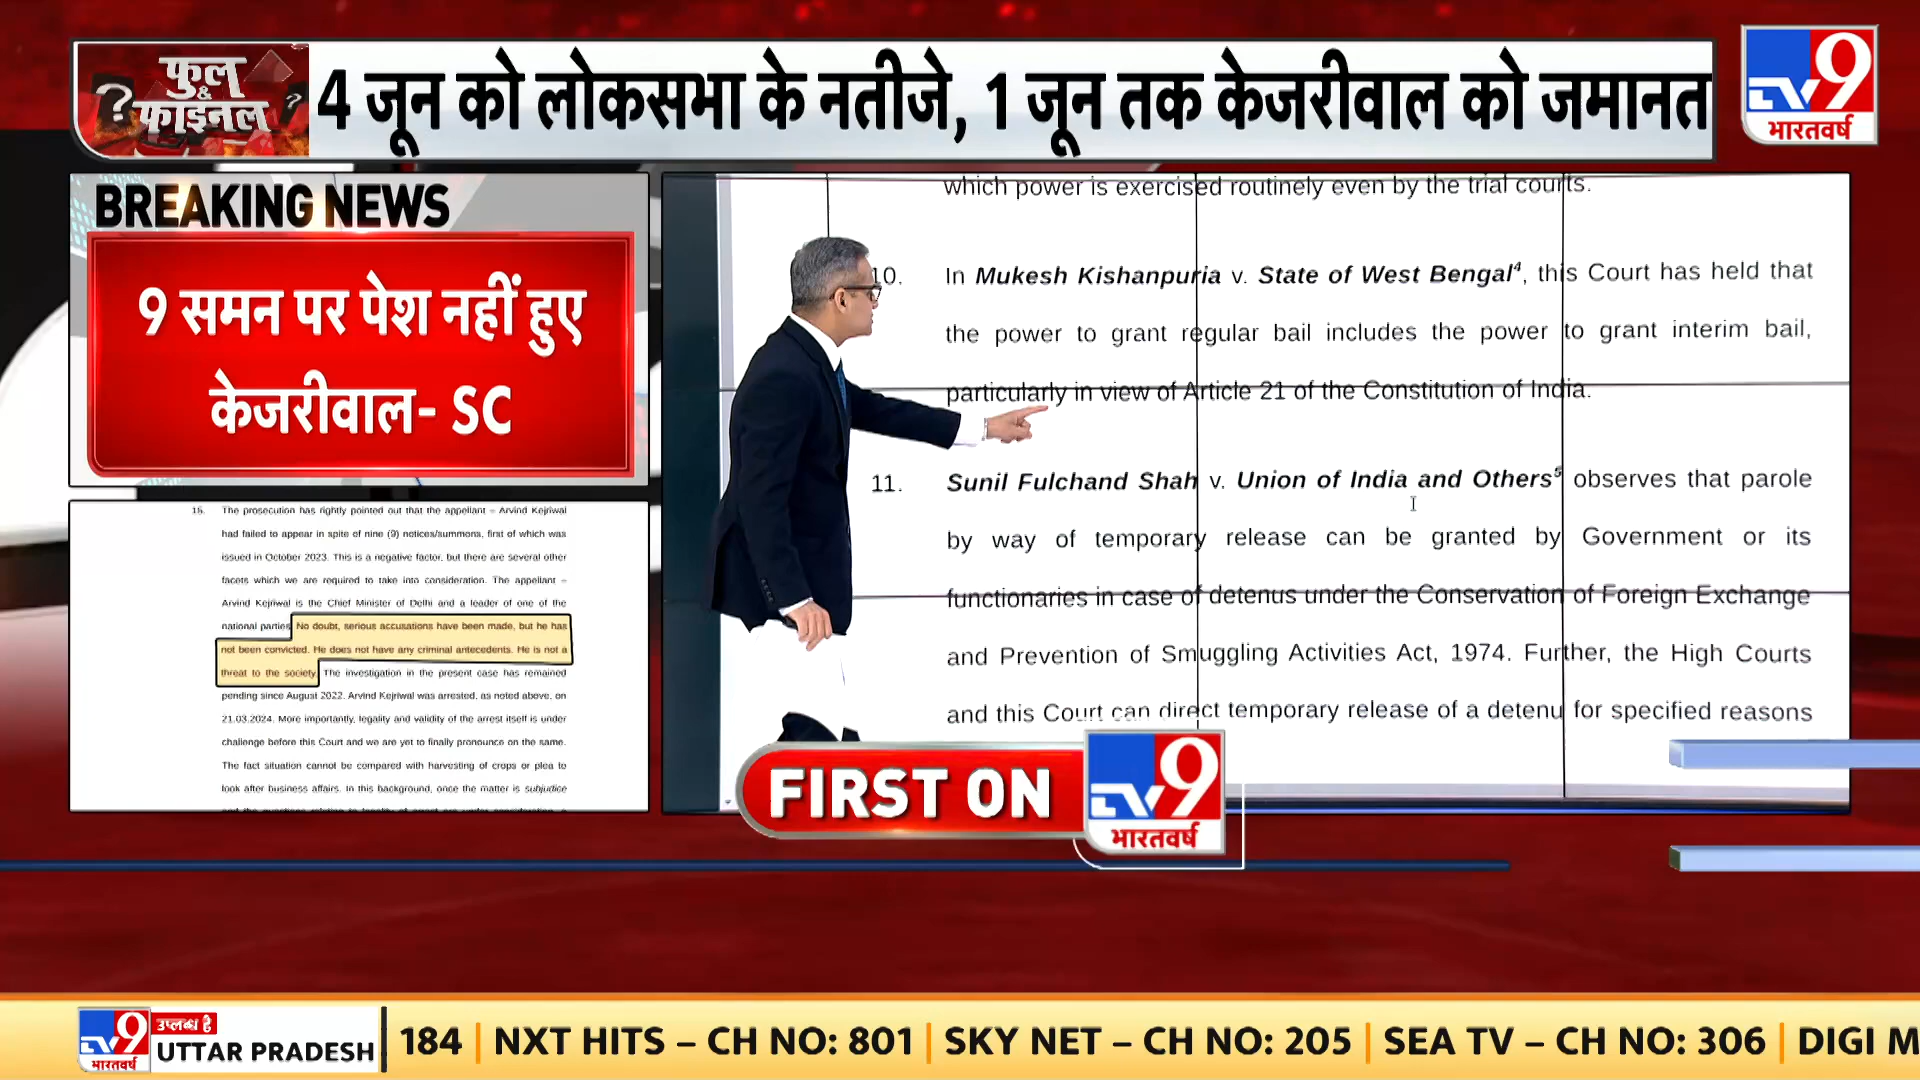 फुल & फाइनल
4 जून को लोकसभा के नतीजे, 1 जून तक केजरीवाल को जमानत
TV9
भारतवर्ष
BREAKING NEWS
9 समन पर पेश नहीं हुए
केजरीवाल- SC
15. The prosecution has rightly pointed out that the appellant – Arvind Kejriwal
had failed to appear in spite of nine (9) notices/summons, first of which was
issued in October 2023. This is a negative factor, but there are several other
facets which we are required to take into consideration. The appellant –
Arvind Kejriwal is the Chief Minister of Delhi and a leader of one of the
national parties. No doubt, serious accusations have been made, but he has
not been convicted. He does not have any criminal antecedents. He is not a
threat to the society. The investigation in the present case has remained
pending since August 2022. Arvind Kejriwal was arrested, as noted above, on
21.03.2024. More importantly, legality and validity of the arrest itself is under
challenge before this Court and we are yet to finally pronounce on the same.
The fact situation cannot be compared with harvesting of crops or plea to
look after business affairs. In this background, once the matter is subjudice
which power is exercised routinely even by the trial courts.
10. In Mukesh Kishanpuria v. State of West Bengal4, this Court has held that
the power to grant regular bail includes the power to grant interim bail,
particularly in view of Article 21 of the Constitution of India.
11. Sunil Fulchand Shah v. Union of India and Others5 observes that parole
by way of temporary release can be granted by Government or its
functionaries in case of detenus under the Conservation of Foreign Exchange
and Prevention of Smuggling Activities Act, 1974. Further, the High Courts
and this Court can direct temporary release of a detenu for specified reasons
FIRST ON TV9
भारतवर्ष
TV9 भारतवर्ष उपलब्ध है
UTTAR PRADESH
184 | NXT HITS – CH NO: 801 | SKY NET – CH NO: 205 | SEA TV – CH NO: 306 | DIGI M